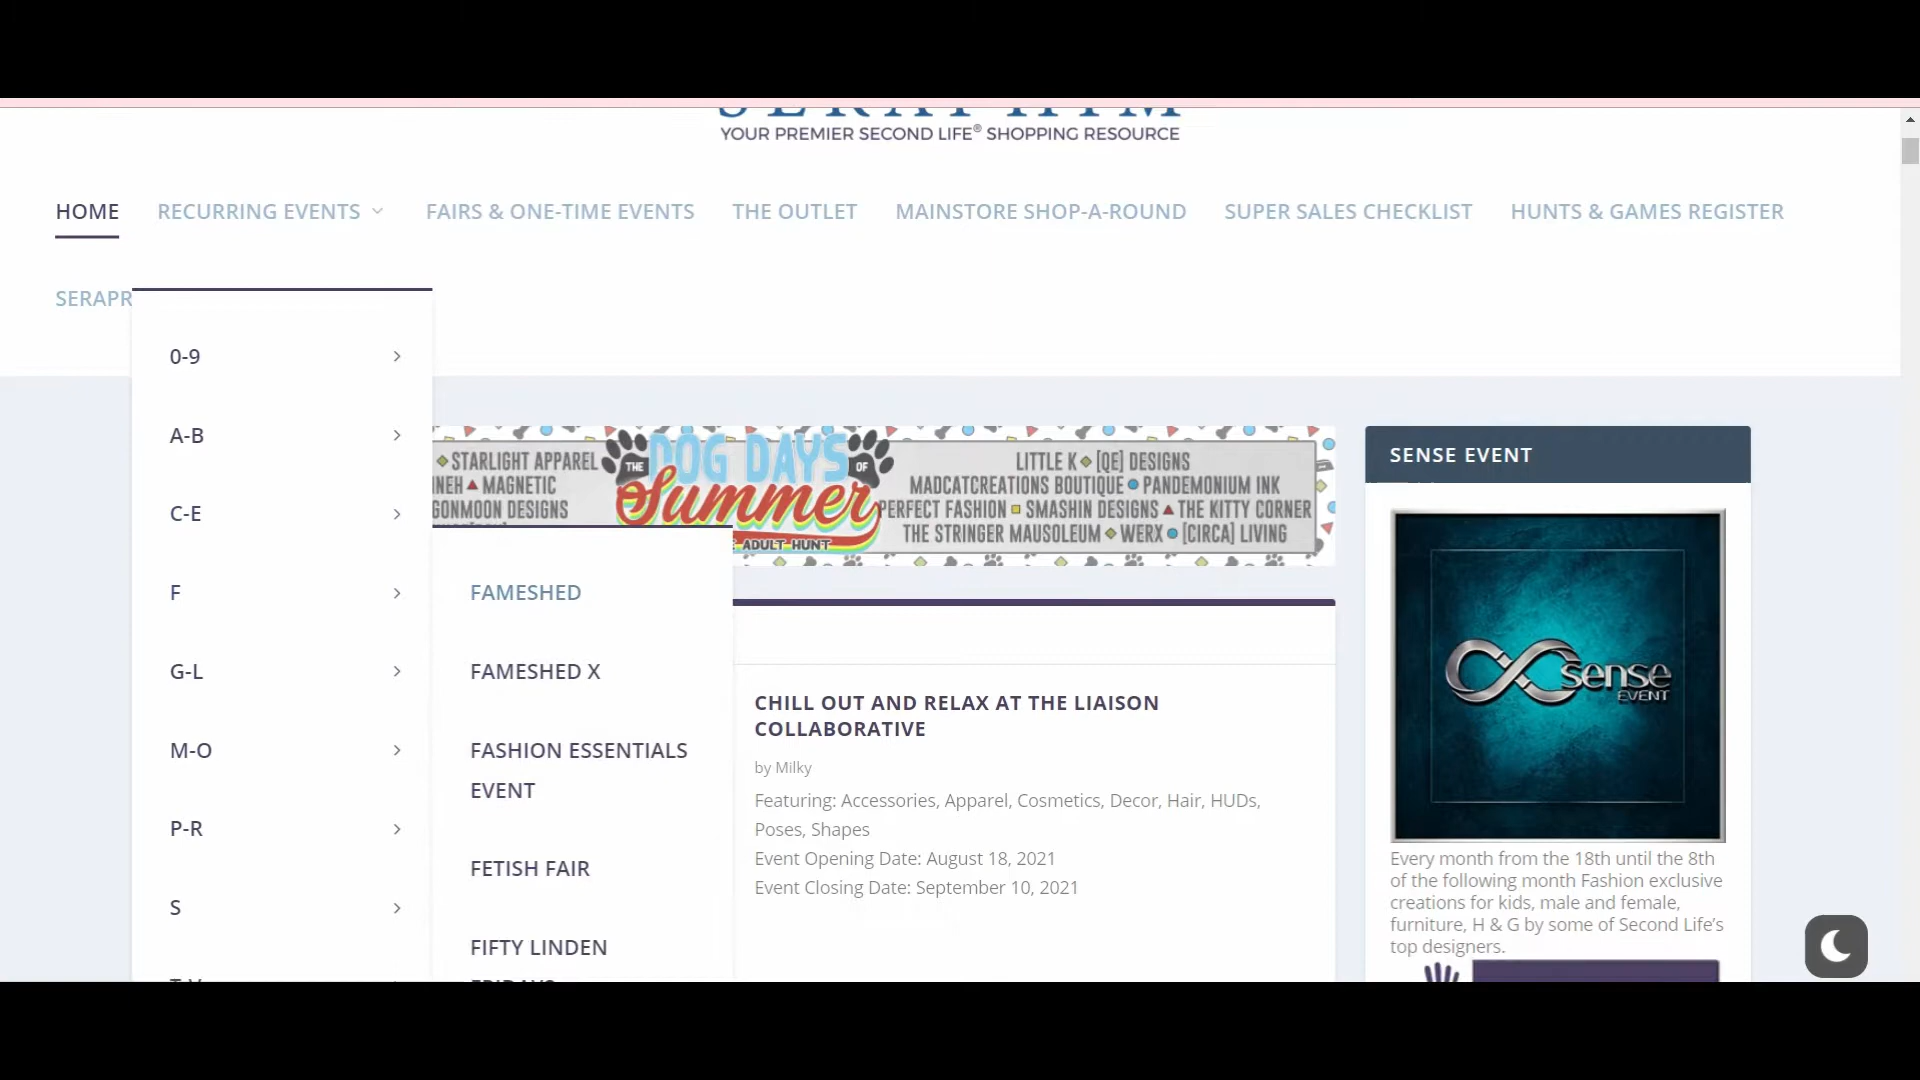 SERAPHIM
YOUR PREMIER SECOND LIFE® SHOPPING RESOURCE
HOME
RECURRING EVENTS
FAIRS & ONE-TIME EVENTS
THE OUTLET
MAINSTORE SHOP-A-ROUND
SUPER SALES CHECKLIST
HUNTS & GAMES REGISTER
SERAPR
0-9
A-B
C-E
F
G-L
M-O
P-R
S
T-V
FAMESHED
FAMESHED X
FASHION ESSENTIALS
EVENT
FETISH FAIR
FIFTY LINDEN
FRIDAYS
STARLIGHT APPAREL
NEH MAGNETIC
GONMOON DESIGNS
THE DOG DAYS OF
Summer
ADULT HUNT
LITTLE K [QE] DESIGNS
MADCATCREATIONS BOUTIQUE PANDEMONIUM INK
PERFECT FASHION SMASHIN DESIGNS THE KITTY CORNER
THE STRINGER MAUSOLEUM WERX [CIRCA] LIVING
CHILL OUT AND RELAX AT THE LIAISON
COLLABORATIVE
by Milky
Featuring: Accessories, Apparel, Cosmetics, Decor, Hair, HUDs,
Poses, Shapes
Event Opening Date: August 18, 2021
Event Closing Date: September 10, 2021
SENSE EVENT
sense
EVENT
Every month from the 18th until the 8th
of the following month Fashion exclusive
creations for kids, male and female,
furniture, H & G by some of Second Life's
top designers.